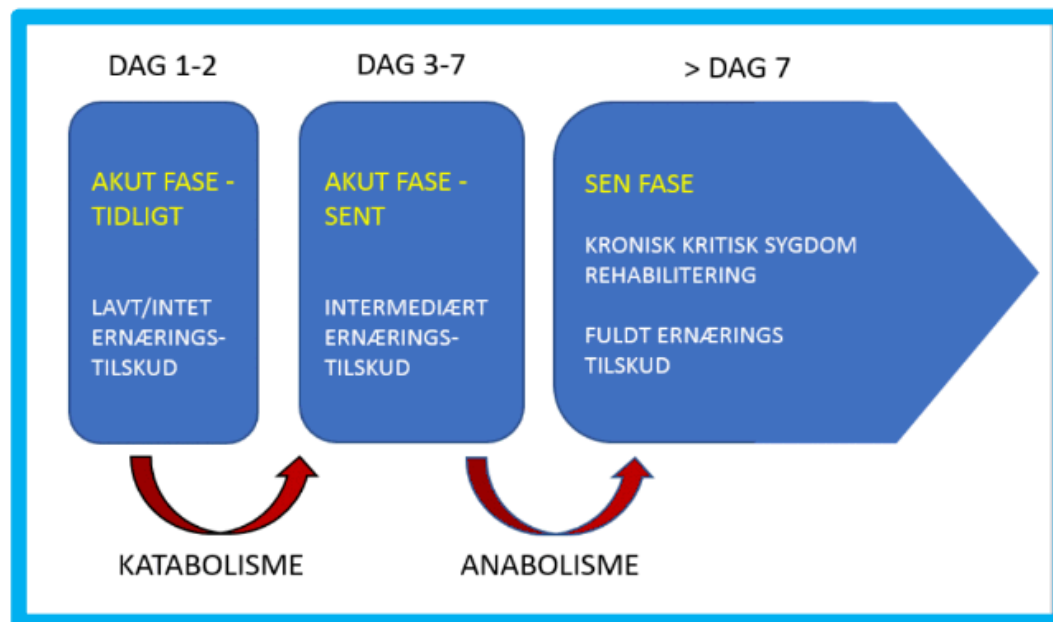 DAG 1-2
DAG 3-7
> DAG 7
AKUT FASE -
TIDLIGT
LAVT/INTET
ERNÆRINGS-
TILSKUD
AKUT FASE -
SENT
INTERMEDIÆRT
ERNÆRINGS-
TILSKUD
SEN FASE
KRONISK KRITISK SYGDOM
REHABILITERING
FULDT ERNÆRINGS
TILSKUD
KATABOLISME
ANABOLISME